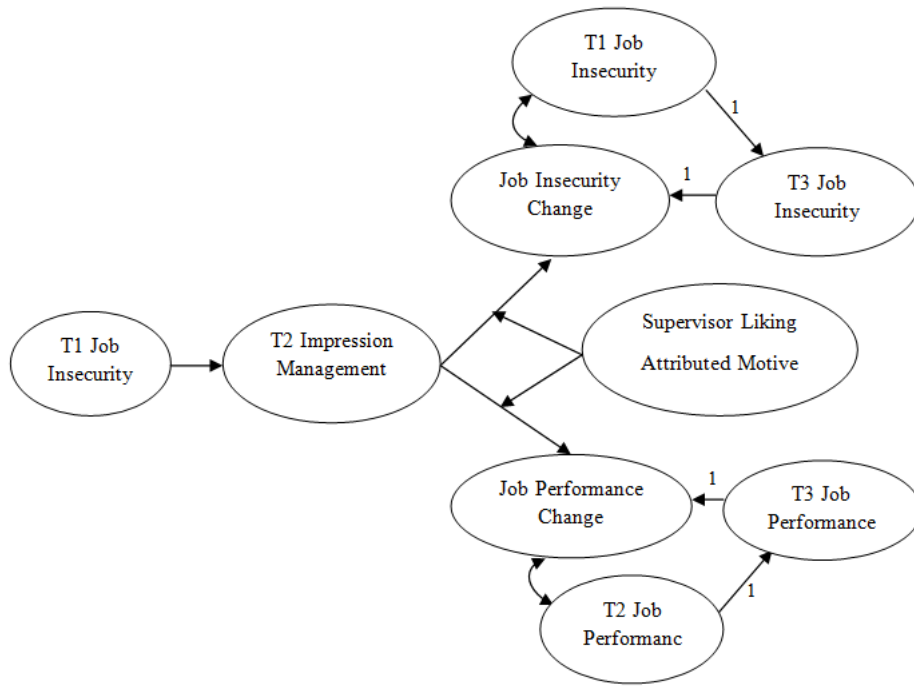 T1 Job
Insecurity
1
Job Insecurity
Change
1
T3 Job
Insecurity
T1 Job
Insecurity
T2 Impression
Management
Supervisor Liking
Attributed Motive
Job Performance
Change
1
T3 Job
Performance
1
T2 Job
Performanc